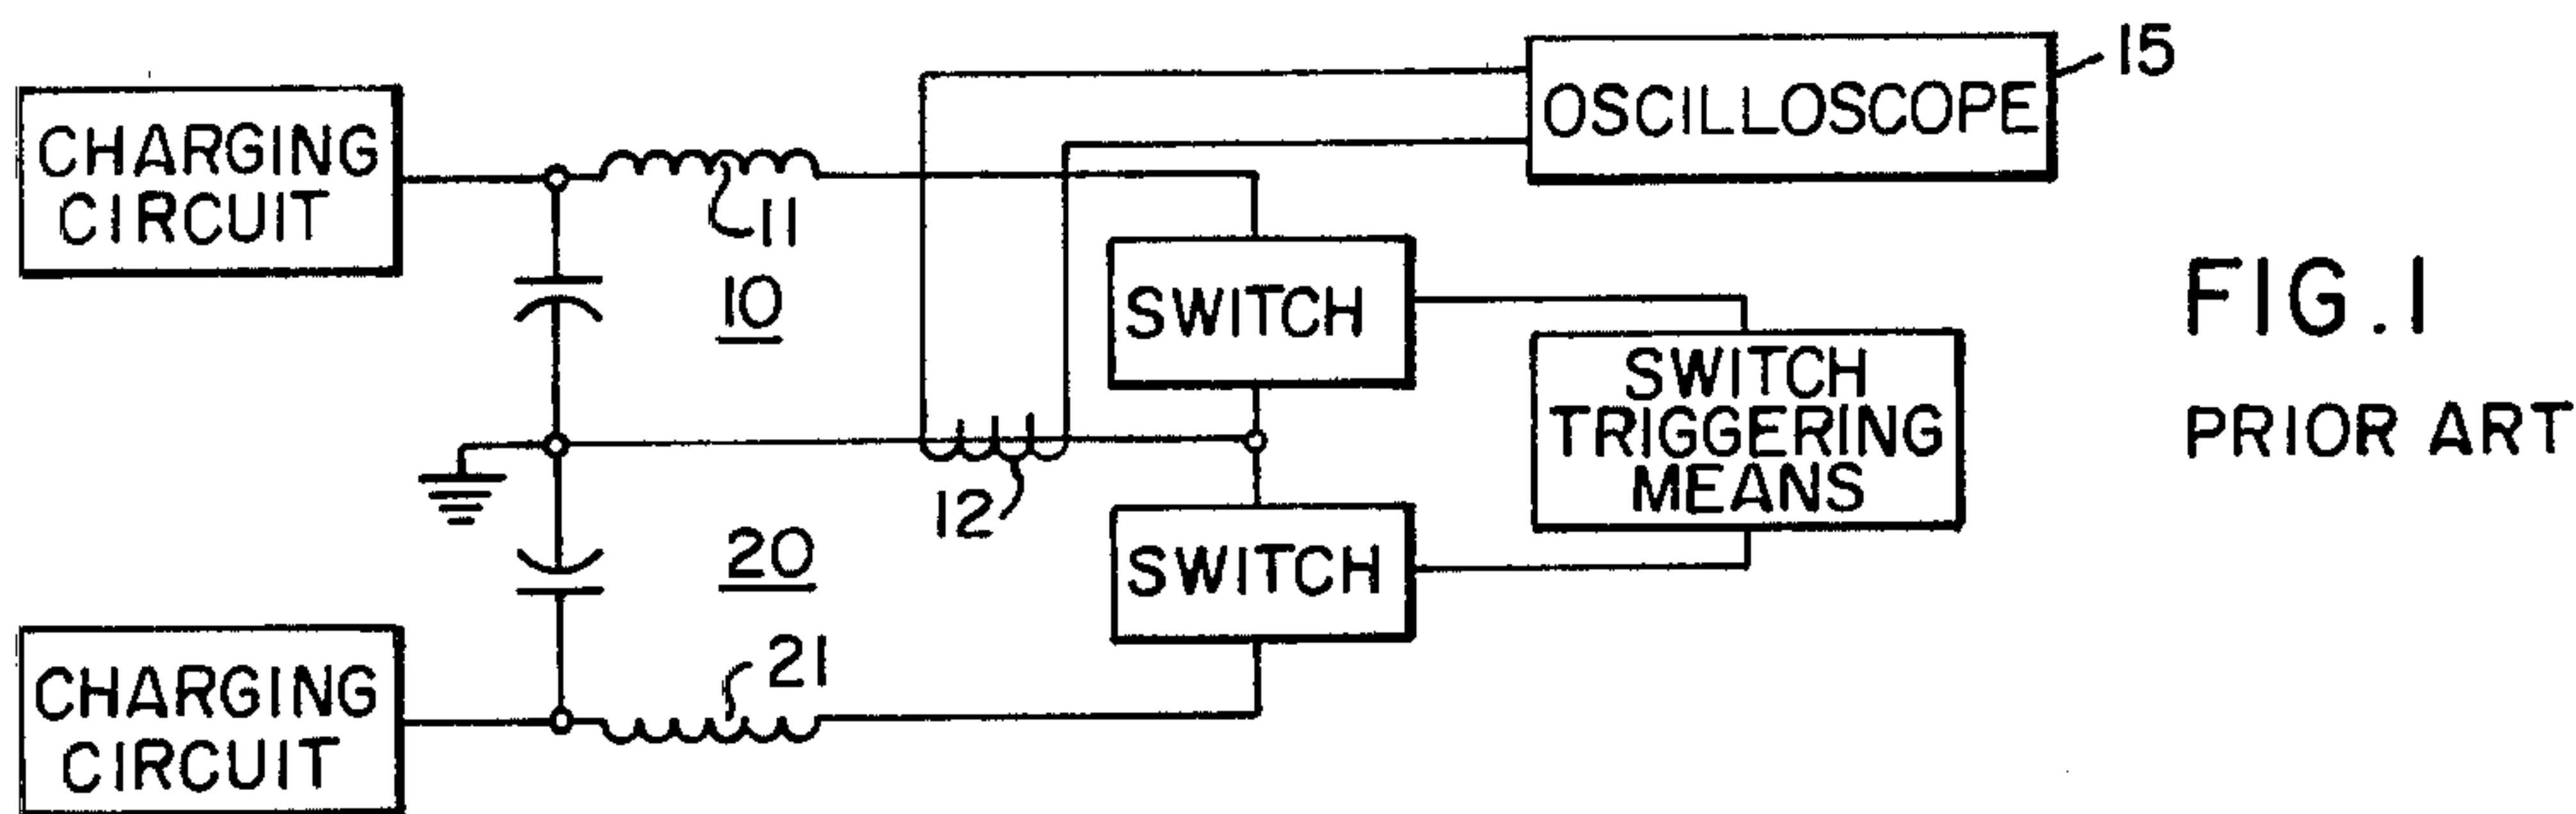 CHARGING
CIRCUIT
11
10
OSCILLOSCOPE
15
SWITCH
SWITCH
TRIGGERING
MEANS
FIG.1
PRIOR ART
12
20
SWITCH
21
CHARGING
CIRCUIT